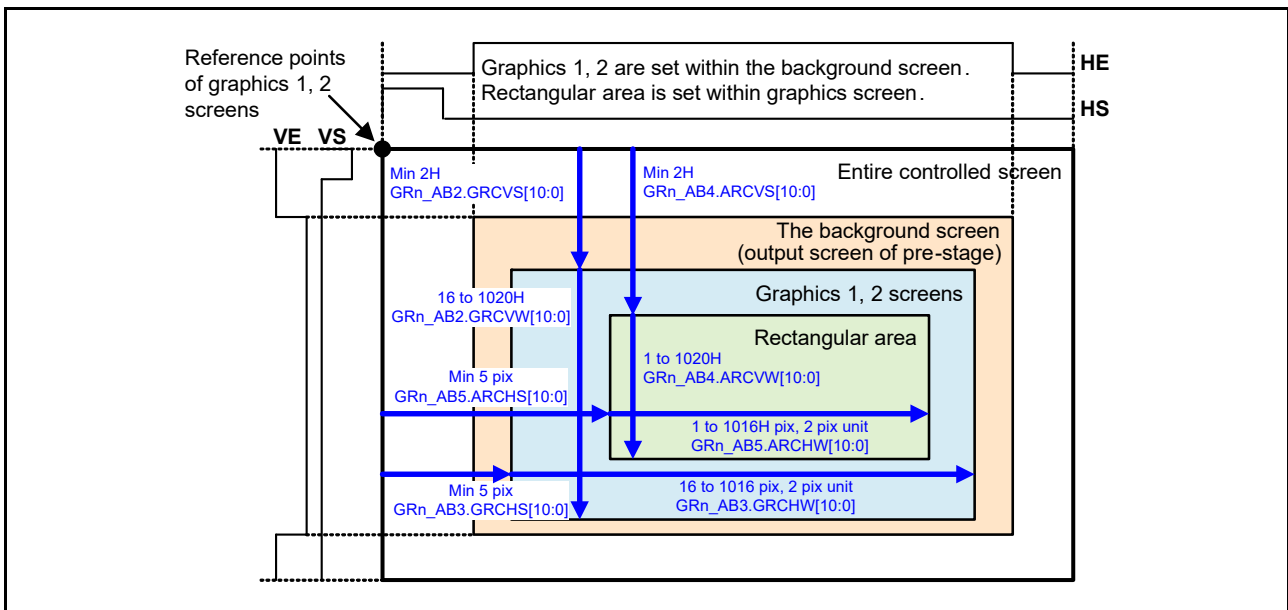 Reference points
of graphics 1, 2
screens
Graphics 1, 2 are set within the background screen.
Rectangular area is set within graphics screen.
HE
HS
VE
VS
Min 2H
GRn_AB2.GRCVS[10:0]
Min 2H
GRn_AB4.ARCVS[10:0]
Entire controlled screen
The background screen
(output screen of pre-stage)
16 to 1020H
GRn_AB2.GRCVW[10:0]
Graphics 1, 2 screens
Rectangular area
1 to 1020H
GRn_AB4.ARCVW[10:0]
Min 5 pix
GRn_AB5.ARCHS[10:0]
1 to 1016H pix, 2 pix unit
GRn_AB5.ARCHW[10:0]
Min 5 pix
GRn_AB3.GRCHS[10:0]
16 to 1016 pix, 2 pix unit
GRn_AB3.GRCHW[10:0]